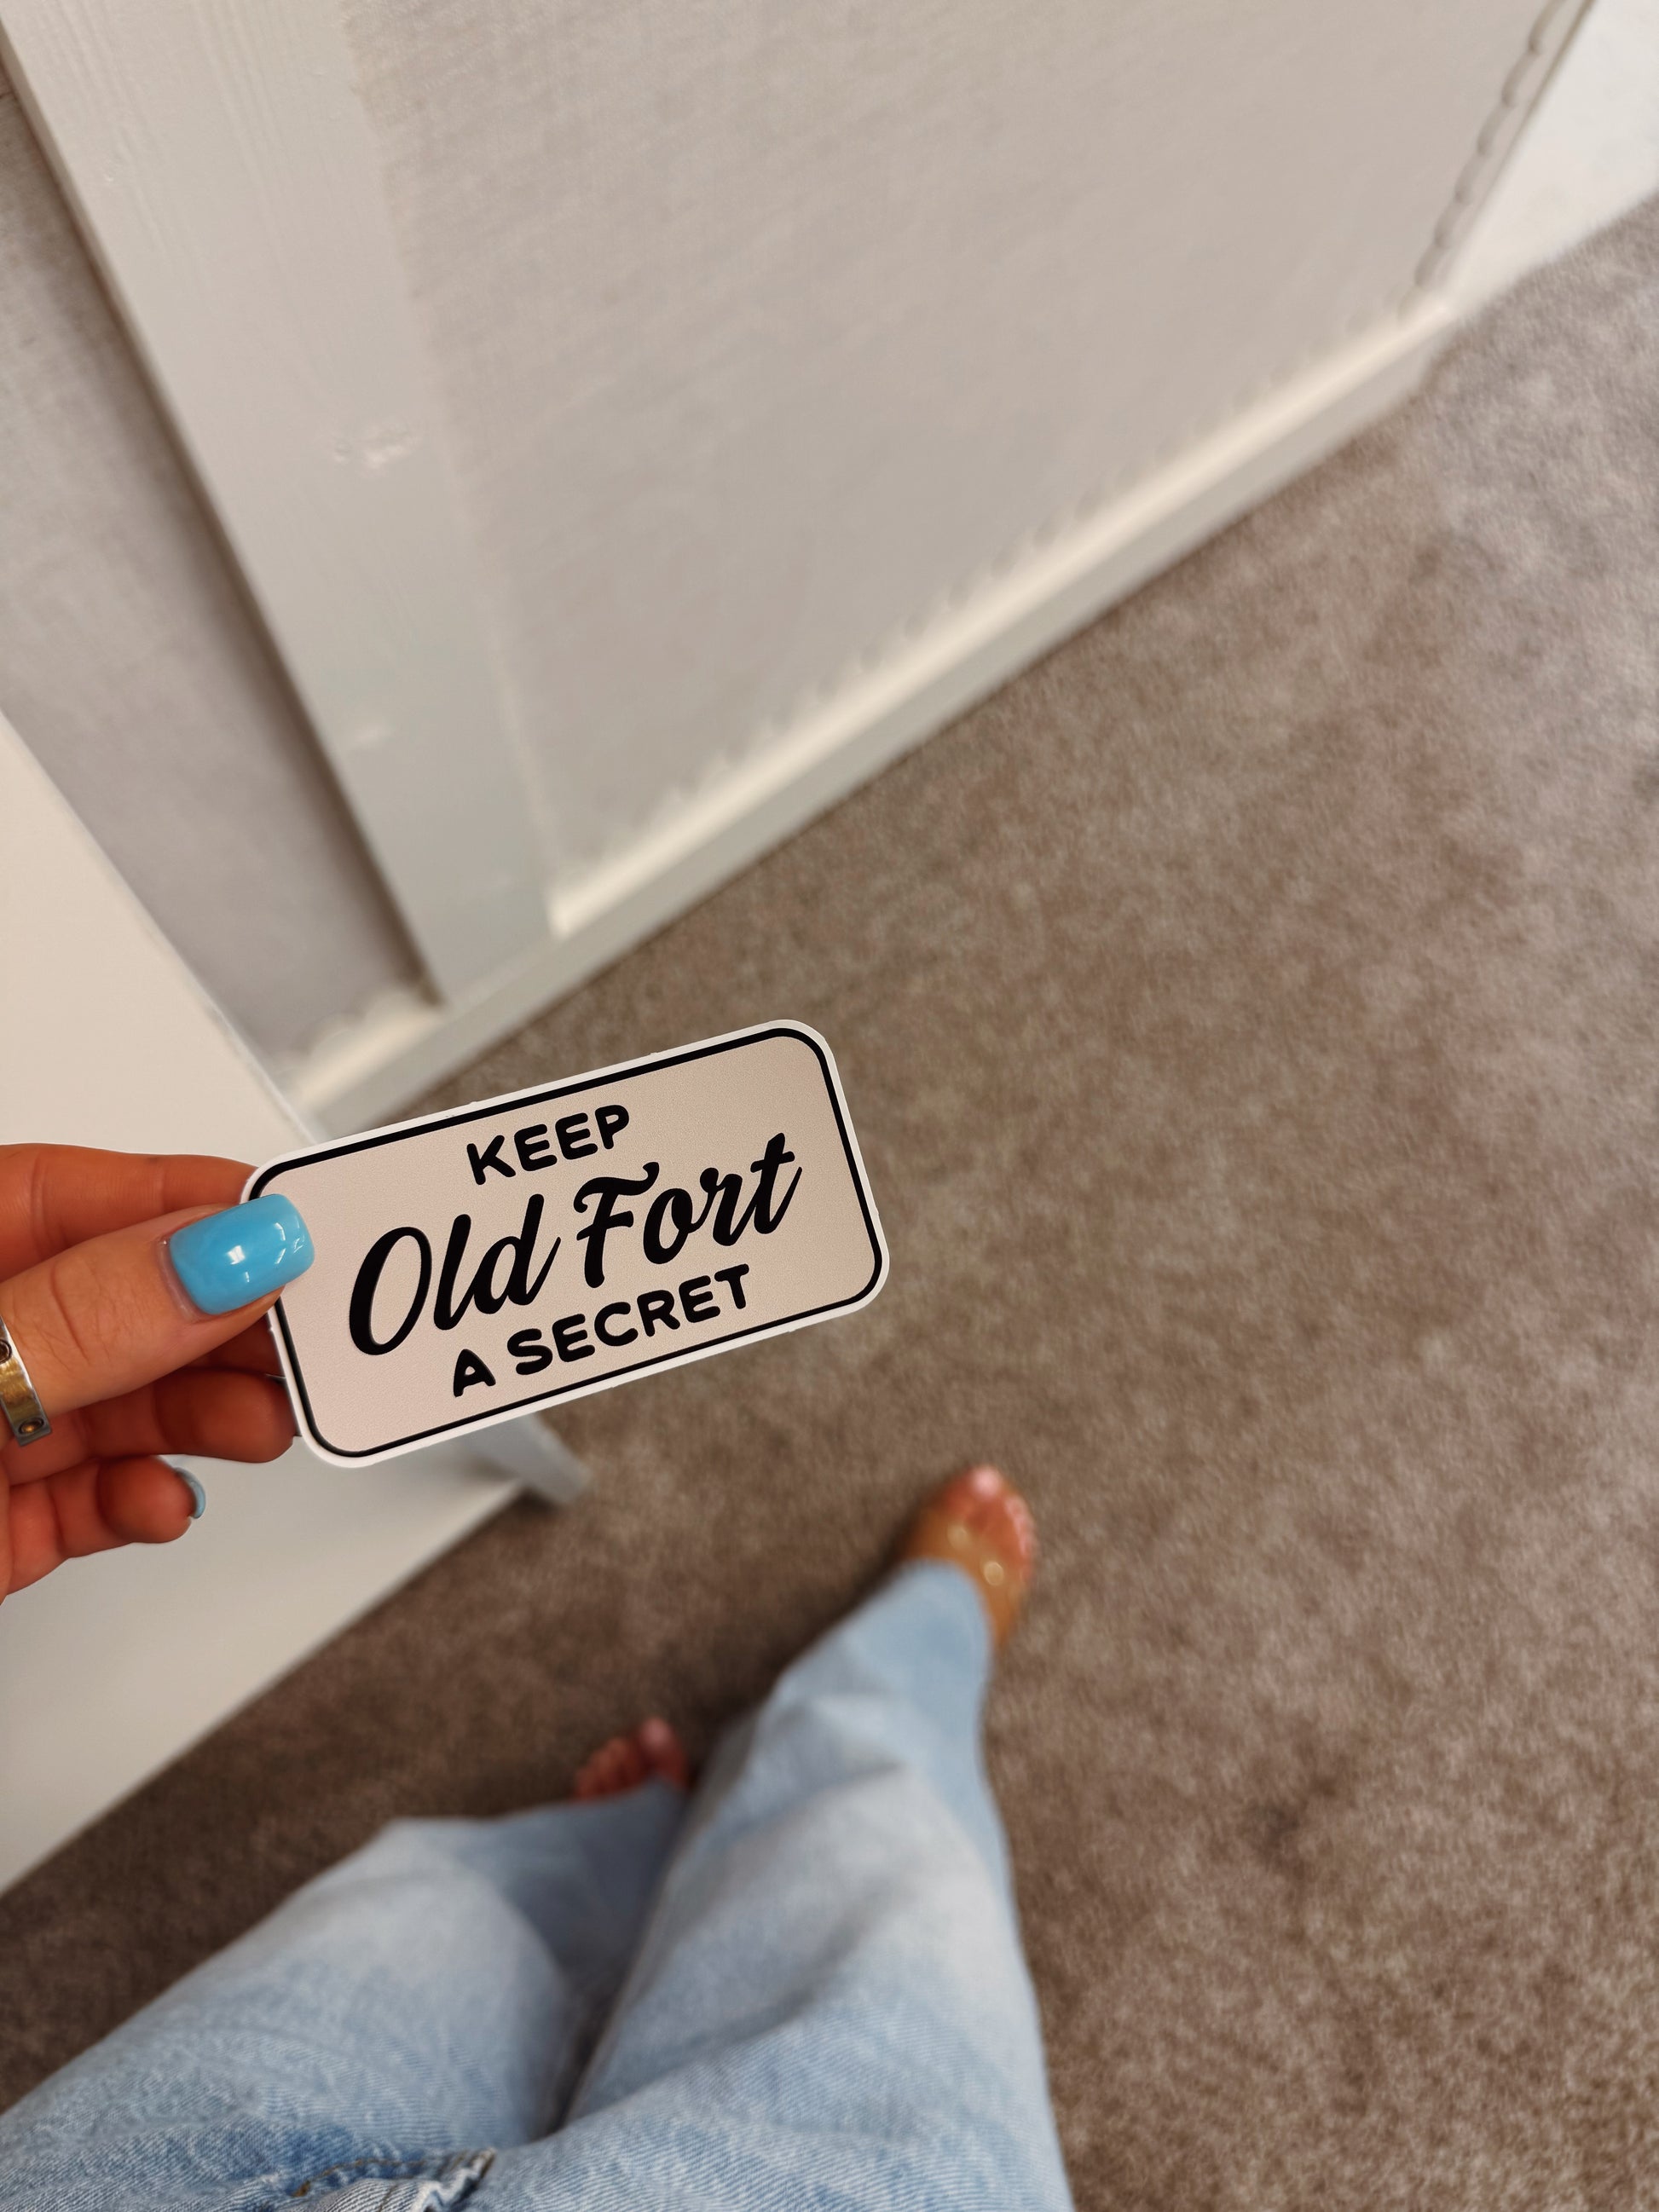 KEEP
Old Fort
A SECRET